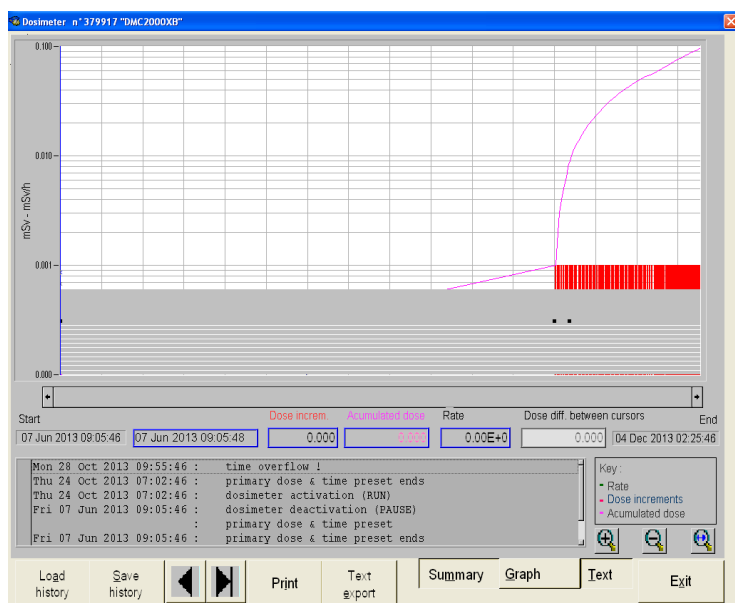 Dosimeter n°379917 "DMC2000XB"
0.100
0.010
mSv - mSv/h
0.001
0.000
Start
Dose increm.
Acumulated dose
Rate
Dose diff. between cursors
End
07 Jun 2013 09:05:46
07 Jun 2013 09:05:48
0.000
0.000
0.00E+0
0.000
04 Dec 2013 02:25:46
Mon 28 Oct 2013 09:55:46 : time overflow !
Thu 24 Oct 2013 07:02:46 : primary dose & time preset ends
Thu 24 Oct 2013 07:02:46 : dosimeter activation (RUN)
Fri 07 Jun 2013 09:05:46 : dosimeter deactivation (PAUSE)
: primary dose & time preset
Fri 07 Jun 2013 09:05:46 : primary dose & time preset ends
Key :
Rate
Dose increments
Acumulated dose
Load history
Save history
Print
Text export
Summary
Graph
Text
Exit